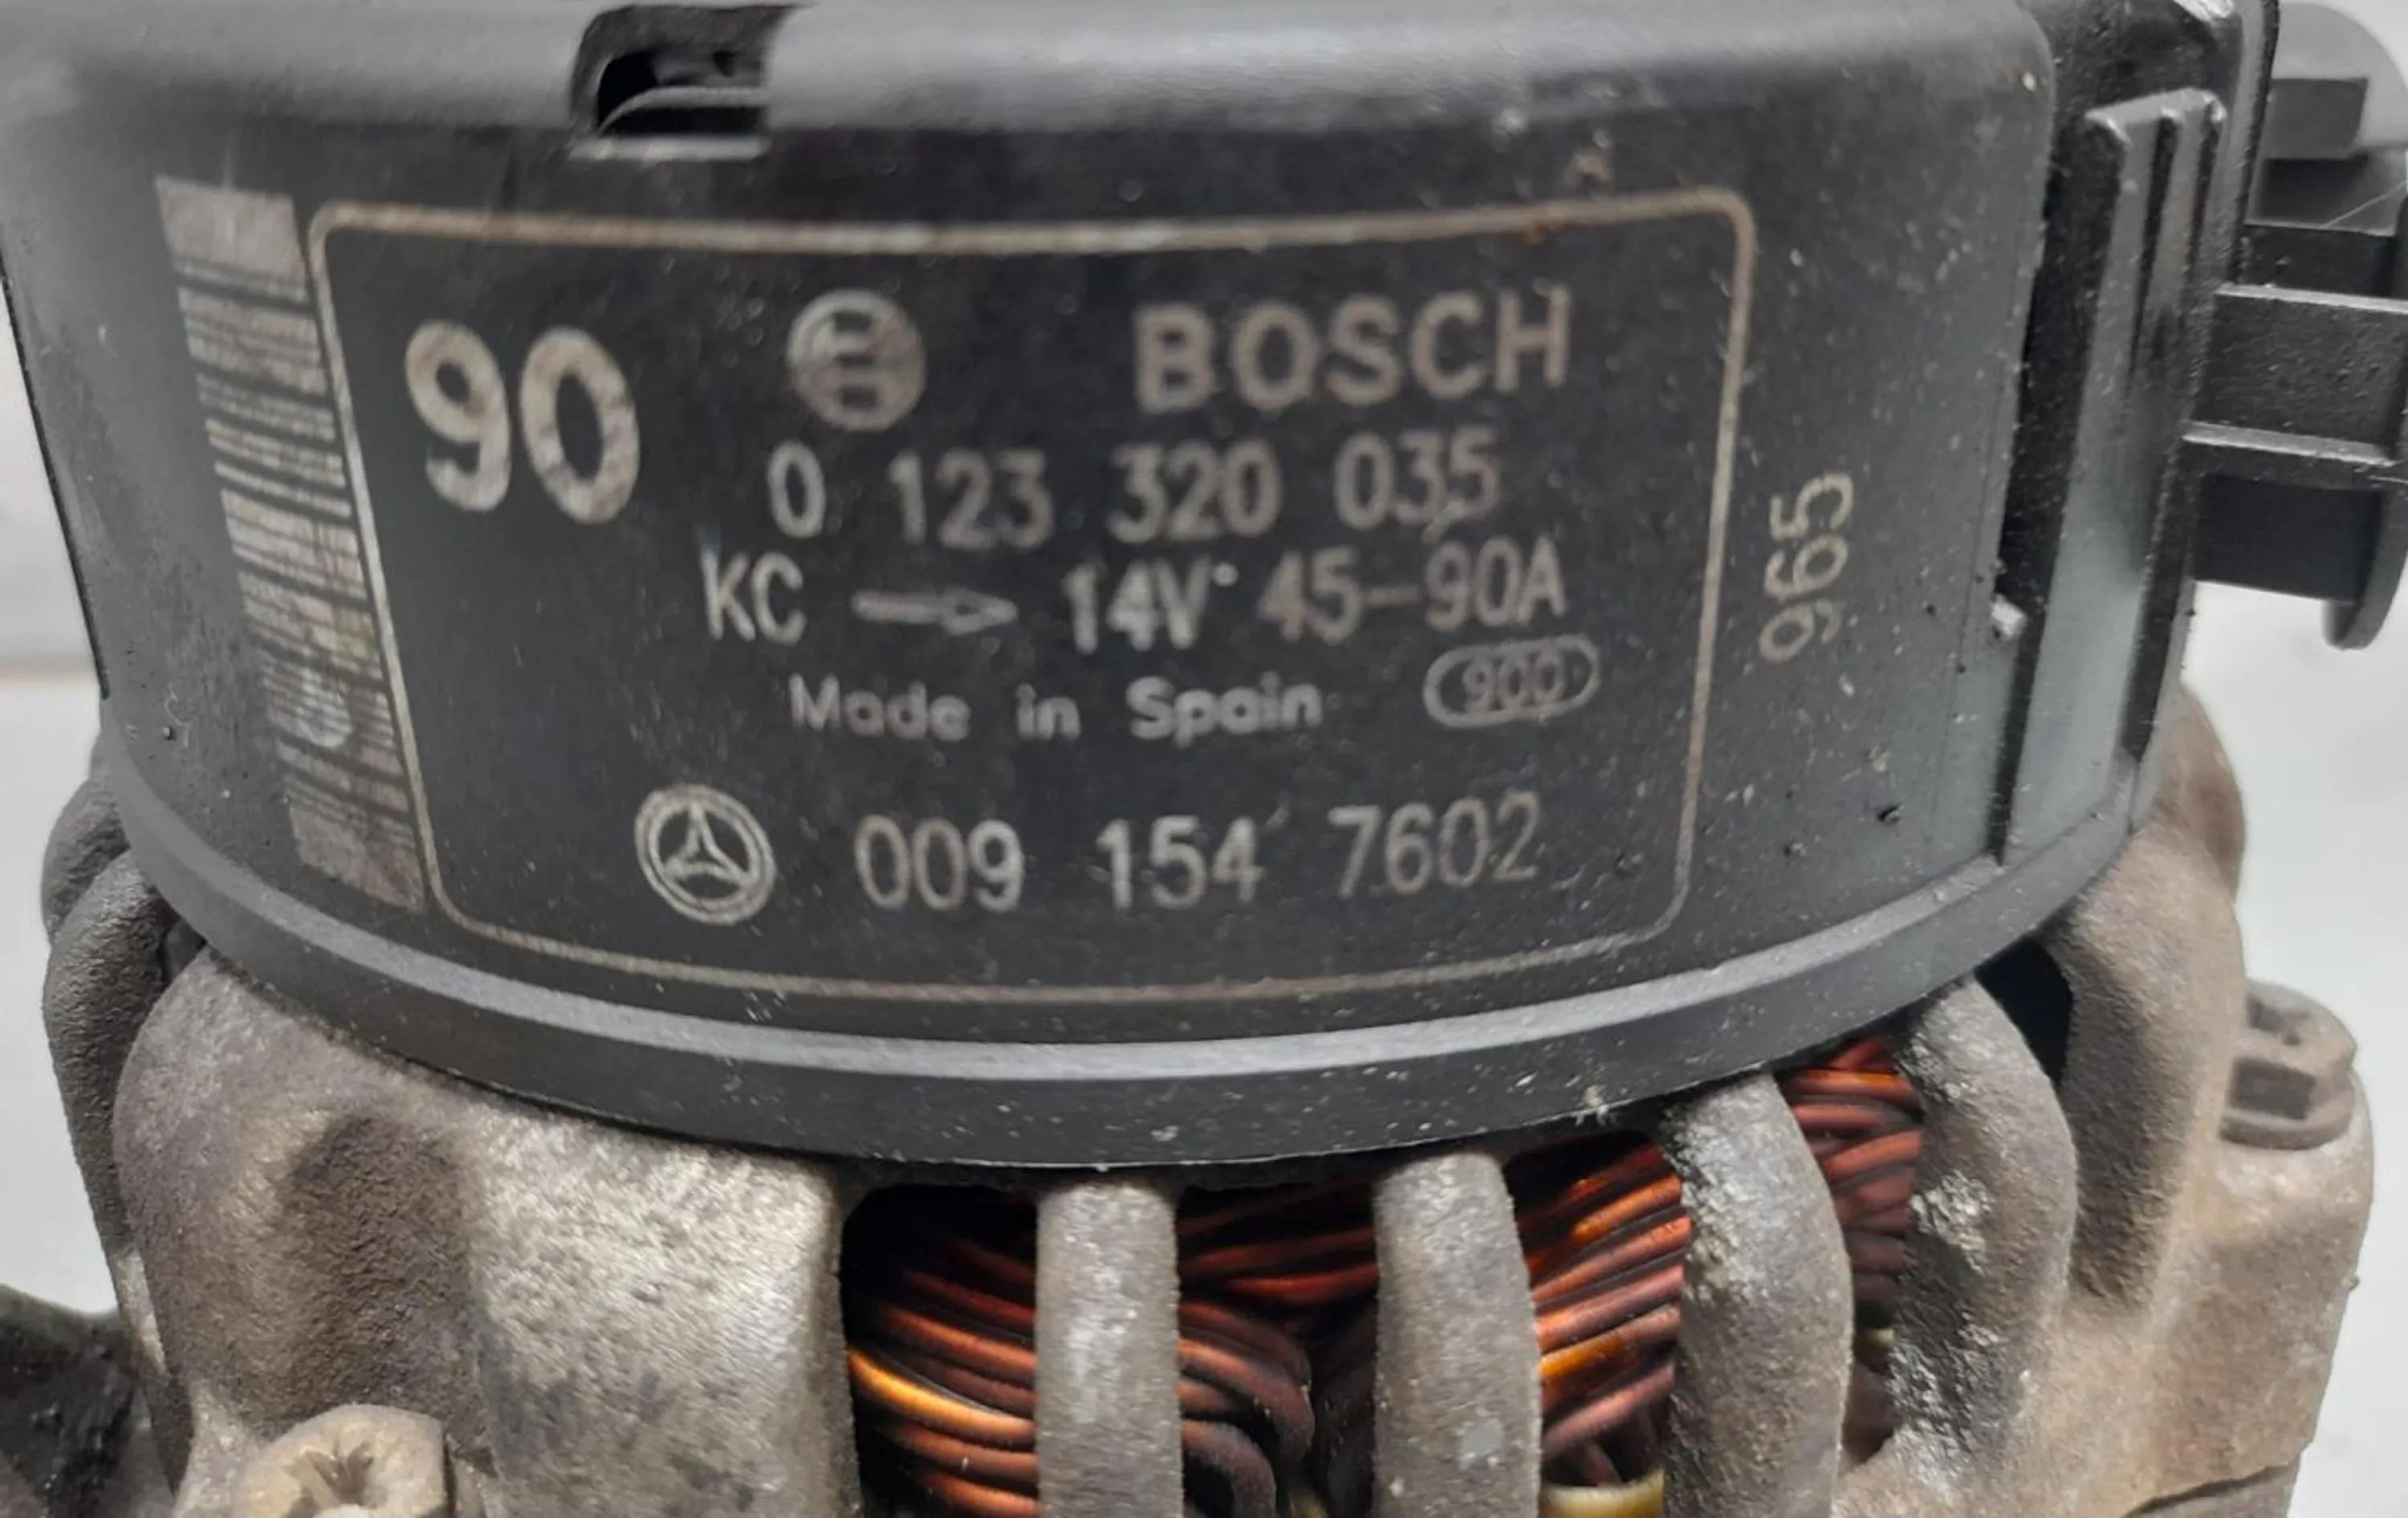 90 BOSCH
0 123 320 035
KC → 14V 45-90A
Made in Spain 900
009 154 7602
965